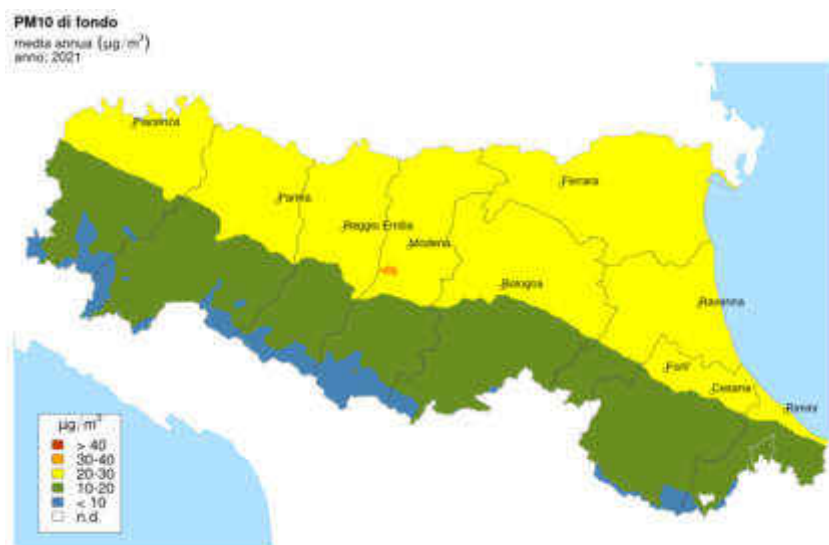 PM10 di fondo
media annua (µg/m³)
anno: 2021
Piacenza
Parma
Reggio Emilia
Modena
Ferrara
Bologna
Ravenna
Forlì
Cesena
Rimini
µg/m³
> 40
30-40
20-30
10-20
< 10
n.d.